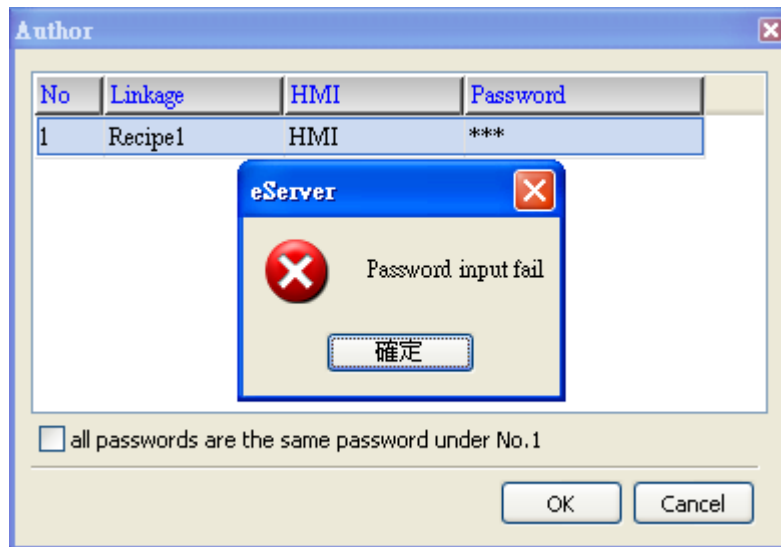 Author
No Linkage HMI Password
1 Recipe1 HMI ***
eServer
Password input fail
確定
all passwords are the same password under No.1
OK Cancel